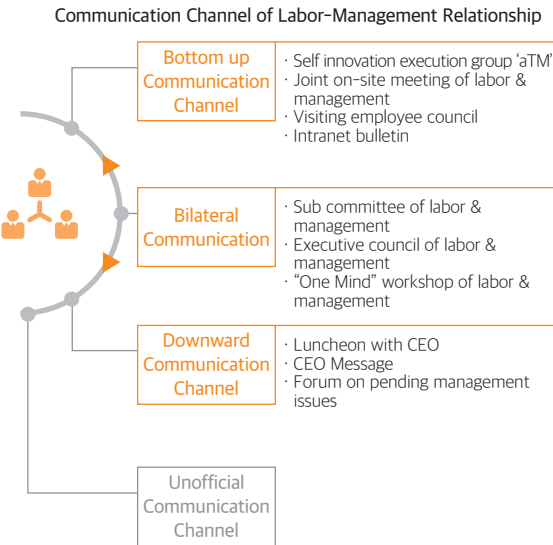 Communication Channel of Labor-Management Relationship
Bottom up
Communication
Channel
· Self innovation execution group ‘aTM’
· Joint on-site meeting of labor &
management
· Visiting employee council
· Intranet bulletin
Bilateral
Communication
· Sub committee of labor &
management
· Executive council of labor &
management
· “One Mind” workshop of labor &
management
Downward
Communication
Channel
· Luncheon with CEO
· CEO Message
· Forum on pending management
issues
Unofficial
Communication
Channel